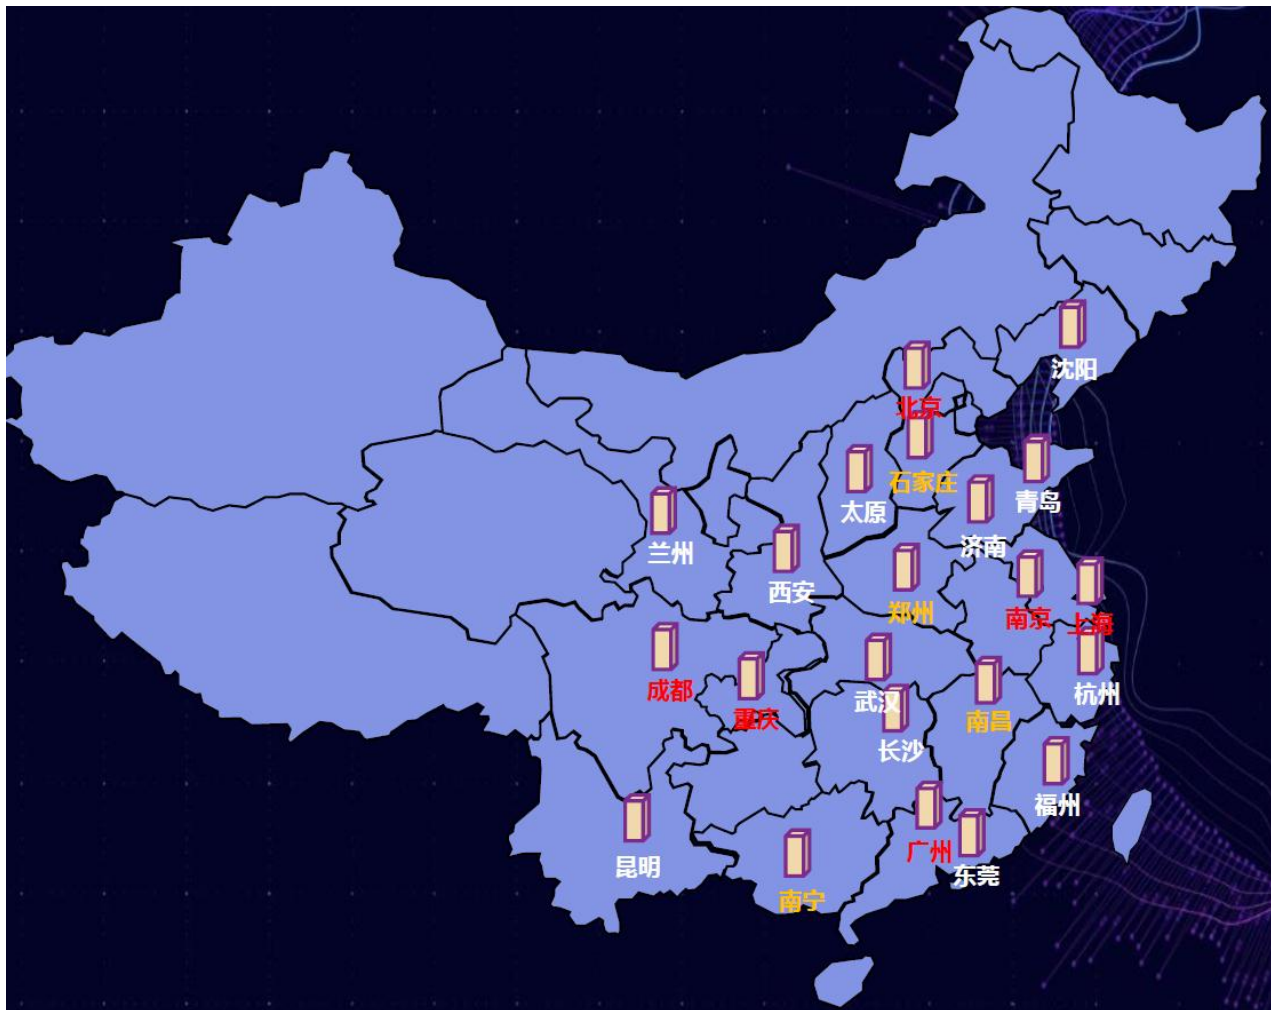 沈阳
北京
石家庄
青岛
太原
济南
兰州
西安
郑州
南京
上海
成都
重庆
武汉
南昌
杭州
长沙
福州
广州
昆明
东莞
南宁